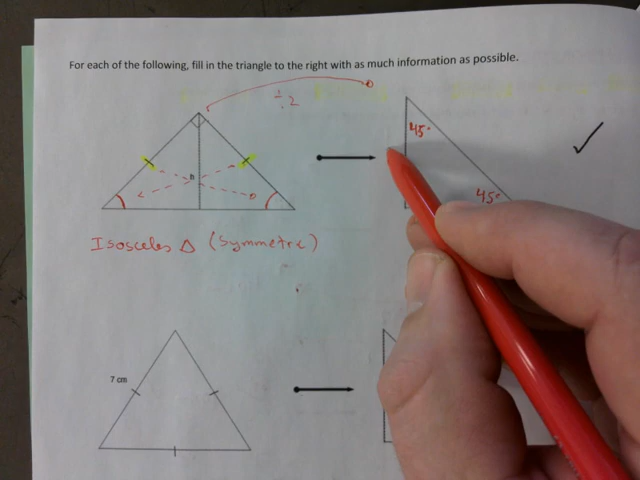 For each of the following, fill in the triangle to the right with as much information as possible.
÷2
45°
h
45°
Isosceles Δ (Symmetric)
7 cm